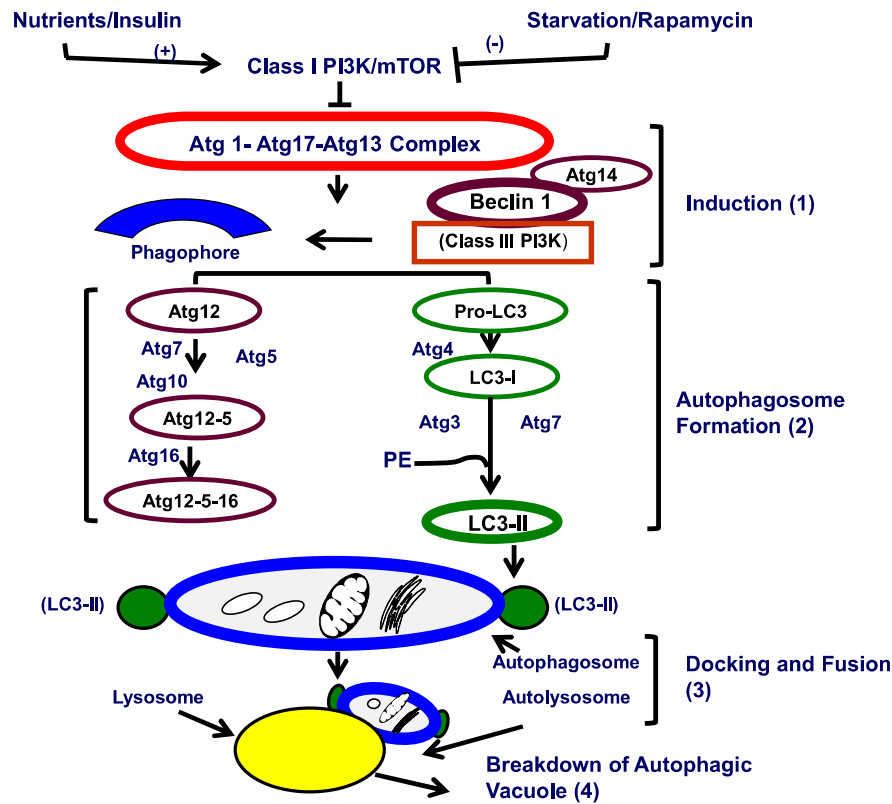 Nutrients/Insulin
Starvation/Rapamycin
(+)
(-)
Class I PI3K/mTOR
Atg 1- Atg17-Atg13 Complex
Atg14
Beclin 1
Induction (1)
(Class III PI3K)
Phagophore
Atg12
Pro-LC3
Atg7
Atg5
Atg4
Atg10
LC3-I
Atg12-5
Atg3
Atg7
Autophagosome
Formation (2)
Atg16
PE
Atg12-5-16
LC3-II
(LC3-II)
(LC3-II)
Autophagosome
Docking and Fusion
(3)
Lysosome
Autolysosome
Breakdown of Autophagic
Vacuole (4)